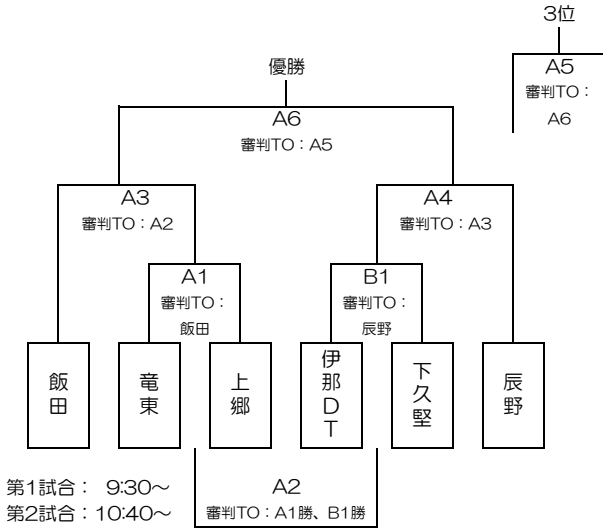 3位
優勝
A5
審判TO：
A6
A6
審判TO：A5
A3
審判TO：A2
A4
審判TO：A3
A1
審判TO：
飯田
B1
審判TO：
辰野
飯田
竜東
上郷
伊那DT
下久堅
辰野
A2
審判TO：A1勝、B1勝
第1試合： 9:30～
第2試合：10:40～